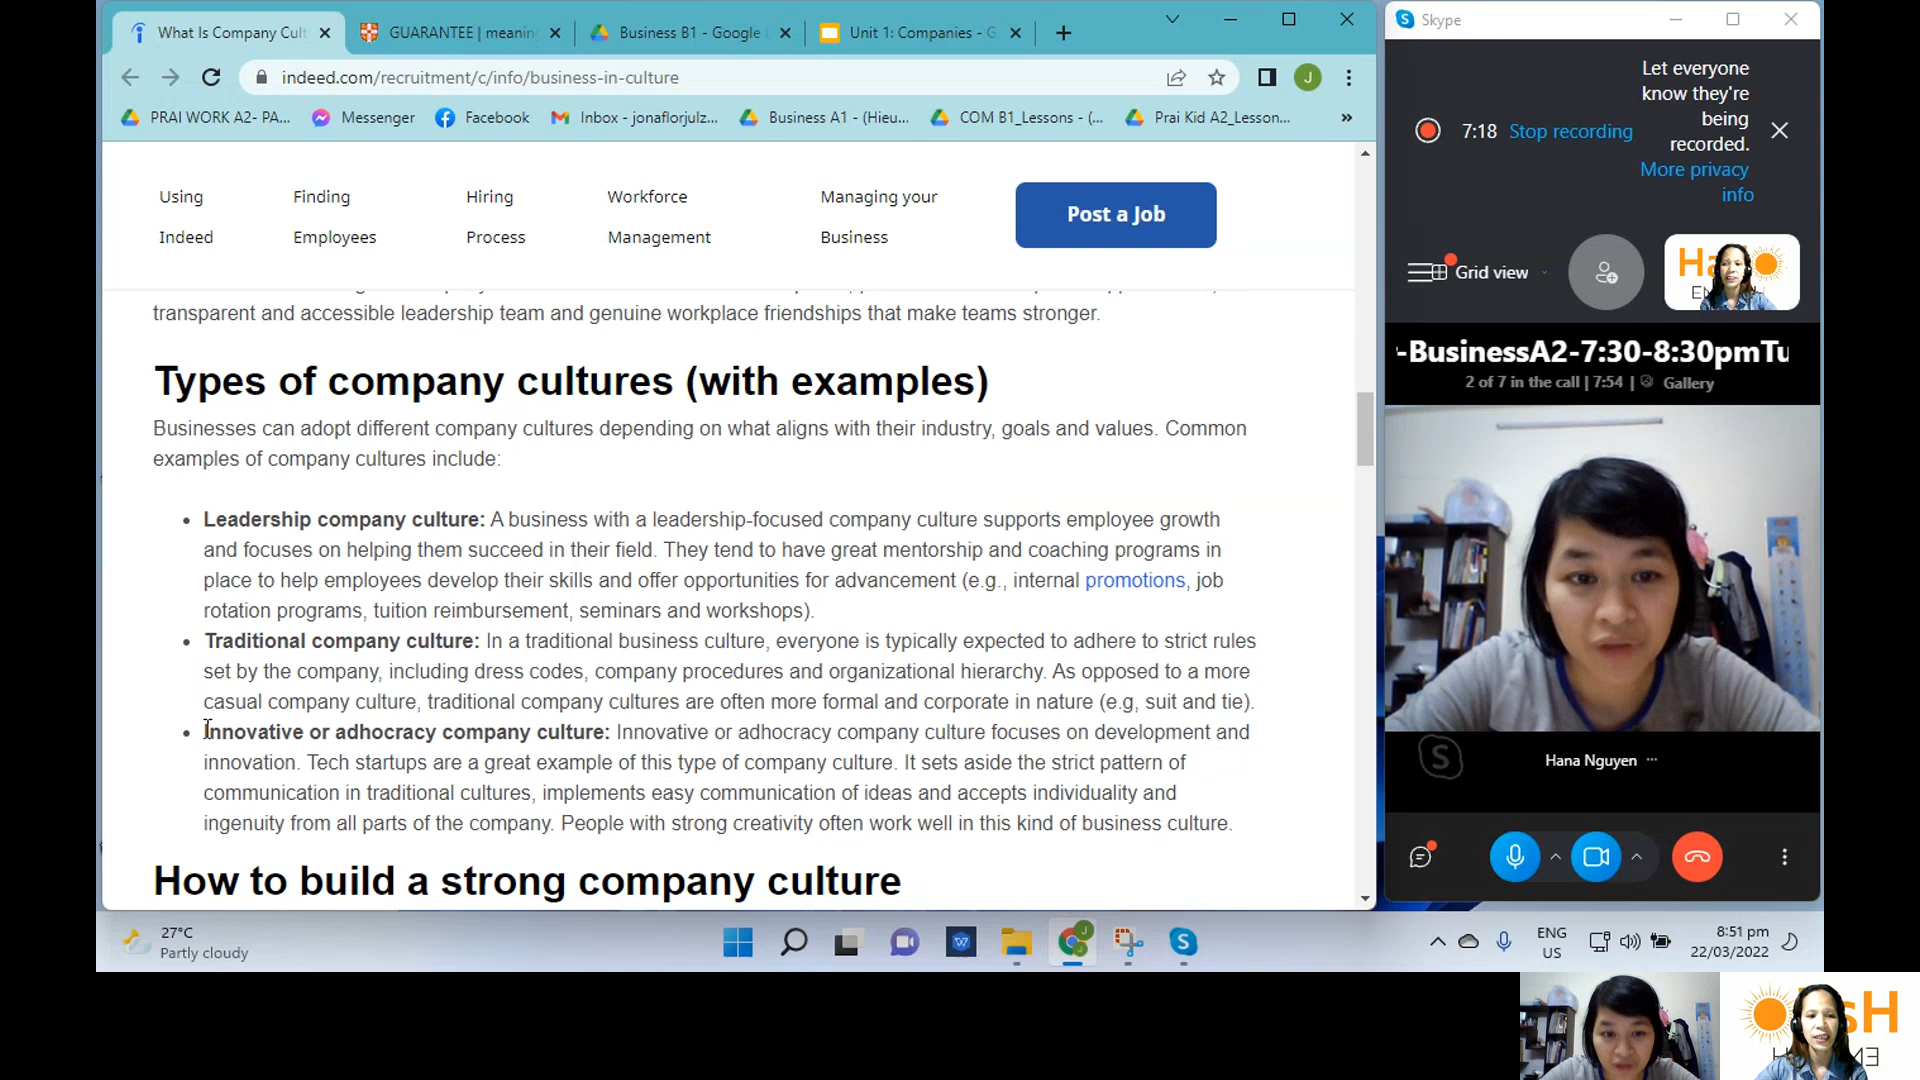 What Is Company Cult
GUARANTEE | meanin
Business B1 - Google
Unit 1: Companies - G
indeed.com/recruitment/c/info/business-in-culture
J
PRAI WORK A2- PA...
Messenger
Facebook
Inbox - jonaflorjulz...
Business A1 - (Hieu...
COM B1_Lessons - (...
Prai Kid A2_Lesson...
»
Using
Indeed
Finding
Employees
Hiring
Process
Workforce
Management
Managing your
Business
Post a Job
transparent and accessible leadership team and genuine workplace friendships that make teams stronger.
Types of company cultures (with examples)
Businesses can adopt different company cultures depending on what aligns with their industry, goals and values. Common
examples of company cultures include:
• Leadership company culture: A business with a leadership-focused company culture supports employee growth
and focuses on helping them succeed in their field. They tend to have great mentorship and coaching programs in
place to help employees develop their skills and offer opportunities for advancement (e.g., internal promotions, job
rotation programs, tuition reimbursement, seminars and workshops).
• Traditional company culture: In a traditional business culture, everyone is typically expected to adhere to strict rules
set by the company, including dress codes, company procedures and organizational hierarchy. As opposed to a more
casual company culture, traditional company cultures are often more formal and corporate in nature (e.g, suit and tie).
• Innovative or adhocracy company culture: Innovative or adhocracy company culture focuses on development and
innovation. Tech startups are a great example of this type of company culture. It sets aside the strict pattern of
communication in traditional cultures, implements easy communication of ideas and accepts individuality and
ingenuity from all parts of the company. People with strong creativity often work well in this kind of business culture.
How to build a strong company culture
Skype
7:18 Stop recording
Let everyone
know they're
being
recorded.
More privacy
info
Grid view
-BusinessA2-7:30-8:30pmTu
2 of 7 in the call | 7:54 | Gallery
Hana Nguyen
27°C
Partly cloudy
ENG
US
8:51 pm
22/03/2022